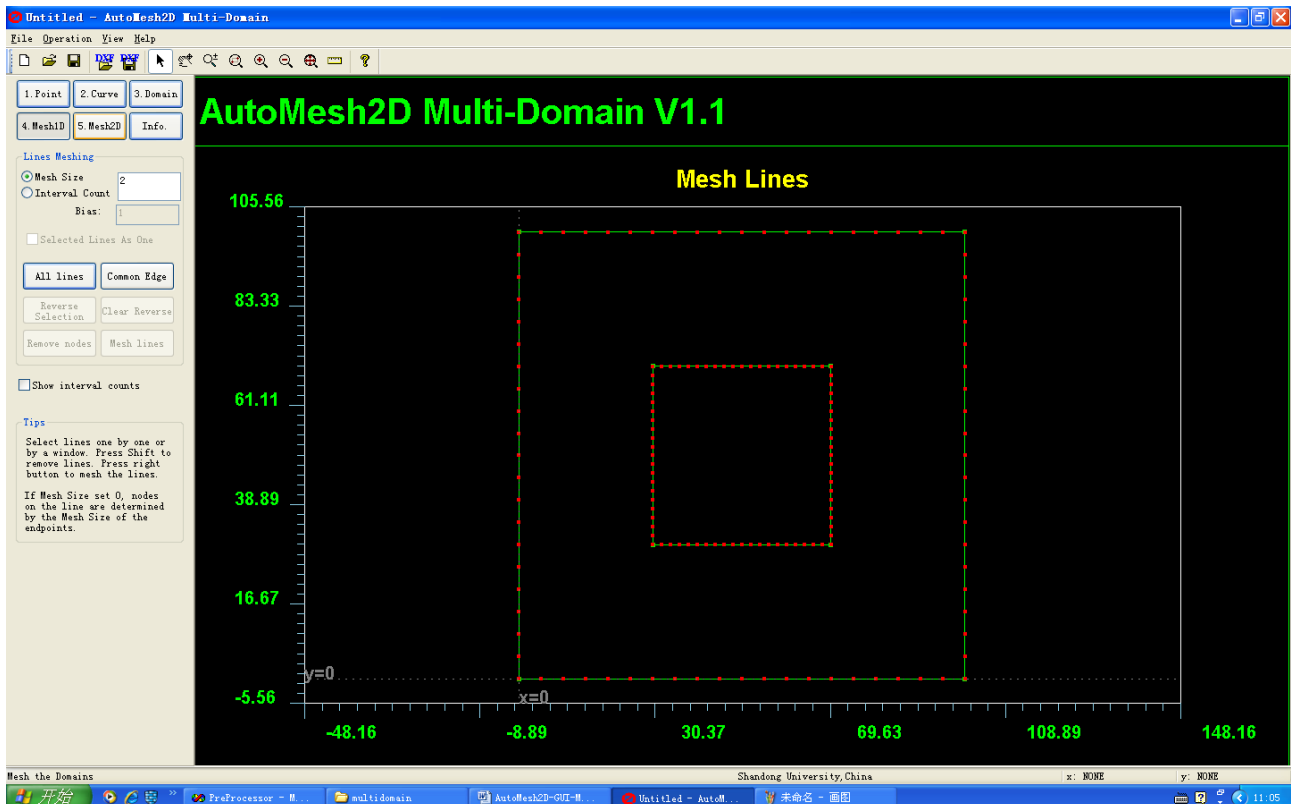 Untitled - AutoMesh2D Multi-Domain
File Operation View Help
DXF DXF
1.Point 2.Curve 3.Domain
4.Mesh1D 5.Mesh2D Info.
Lines Meshing
Mesh Size
2
Interval Count
Bias: 1
Selected Lines As One
All lines Common Edge
Reverse Selection Clear Reverse
Remove nodes Mesh lines
Show interval counts
Tips
Select lines one by one or
by a window. Press Shift to
remove lines. Press right
button to mesh the lines.
If Mesh Size set 0, nodes
on the line are determined
by the Mesh Size of the
endpoints.
AutoMesh2D Multi-Domain V1.1
Mesh Lines
105.56
83.33
61.11
38.89
16.67
y=0
-5.56
x=0
-48.16 -8.89 30.37 69.63 108.89 148.16
Mesh the Domains Shandong University,China x: NONE y: NONE
开始 PreProcessor - M... multidomain AutoMesh2D-GUI-M... Untitled - AutoM... 未命名 - 画图 11:05